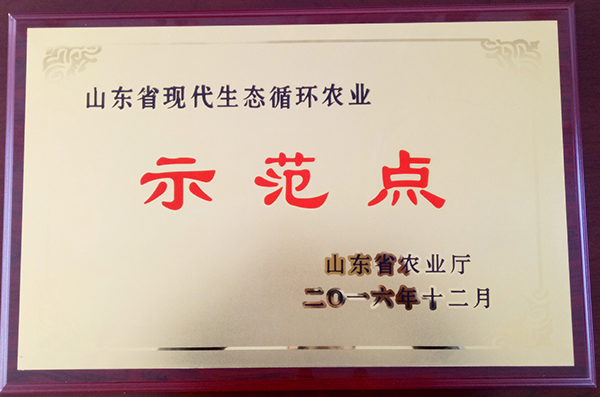 山东省现代生态循环农业
示范点
山东省农业厅
二〇一六年十二月